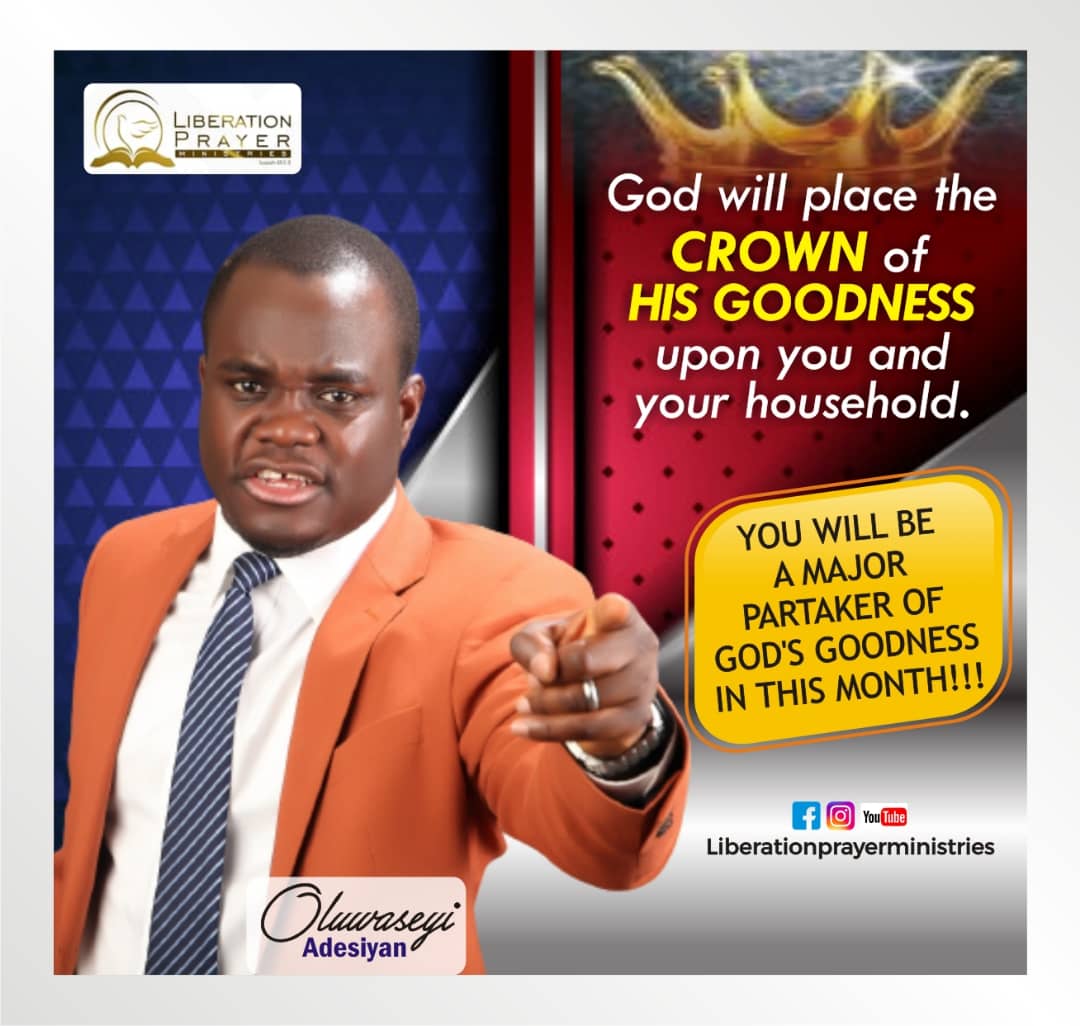 LIBERATION
PRAYER
MINISTRIES
God will place the
CROWN of
HIS GOODNESS
upon you and
your household.
YOU WILL BE
A MAJOR
PARTAKER OF
GOD'S GOODNESS
IN THIS MONTH!!!
f YouTube
Liberationprayerministries
Oluwaseyi
Adesiyan